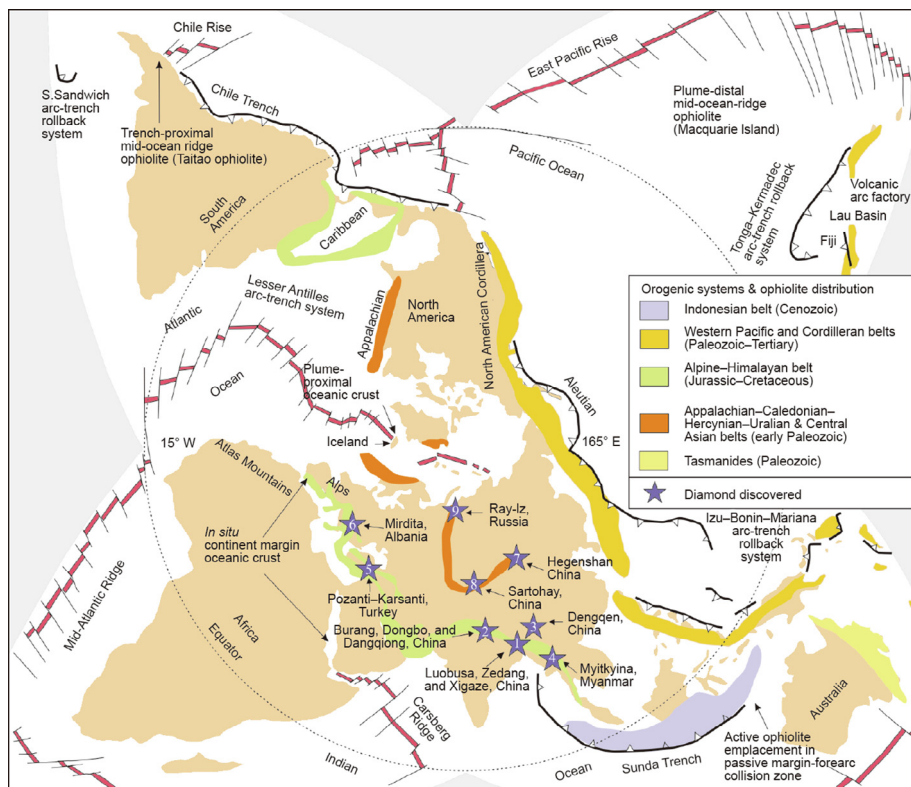 Chile Rise
S.Sandwich
arc-trench
rollback
system
Trench-proximal
mid-ocean ridge
ophiolite (Taitao ophiolite)
Chile Trench
East Pacific Rise
Plume-distal
mid-ocean-ridge
ophiolite
(Macquarie Island)
Pacific Ocean
South
America
Caribbean
Tonga–Kermadec
arc-trench rollback
system
Volcanic
arc factory
Lau Basin
Fiji
Lesser Antilles
arc-trench system
Atlantic
Ocean
Appalachian
North
America
North American Cordillera
Aleutian
Plume-
proximal
oceanic crust
Iceland
15° W
165° E
Orogenic systems & ophiolite distribution
Indonesian belt (Cenozoic)
Western Pacific and Cordilleran belts
(Paleozoic–Tertiary)
Alpine–Himalayan belt
(Jurassic–Cretaceous)
Appalachian–Caledonian–
Hercynian–Uralian & Central
Asian belts (early Paleozoic)
Tasmanides (Paleozoic)
Diamond discovered
Atlas Mountains
Alps
In situ
continent margin
oceanic crust
6
Mirdita,
Albania
9
Ray-Iz,
Russia
Izu–Bonin–Mariana
arc-trench
rollback
system
5
Pozanti–Karsanti,
Turkey
7
Hegenshan
China
8
Sartohay,
China
Mid-Atlantic Ridge
Africa
Equator
Burang, Dongbo, and
Dangqiong, China
2
3
Dengqen,
China
1
Luobusa, Zedang,
and Xigaze, China
4
Myitkyina,
Myanmar
Carsberg
Ridge
Australia
Indian
Ocean
Sunda Trench
Active ophiolite
emplacement in
passive margin-forearc
collision zone